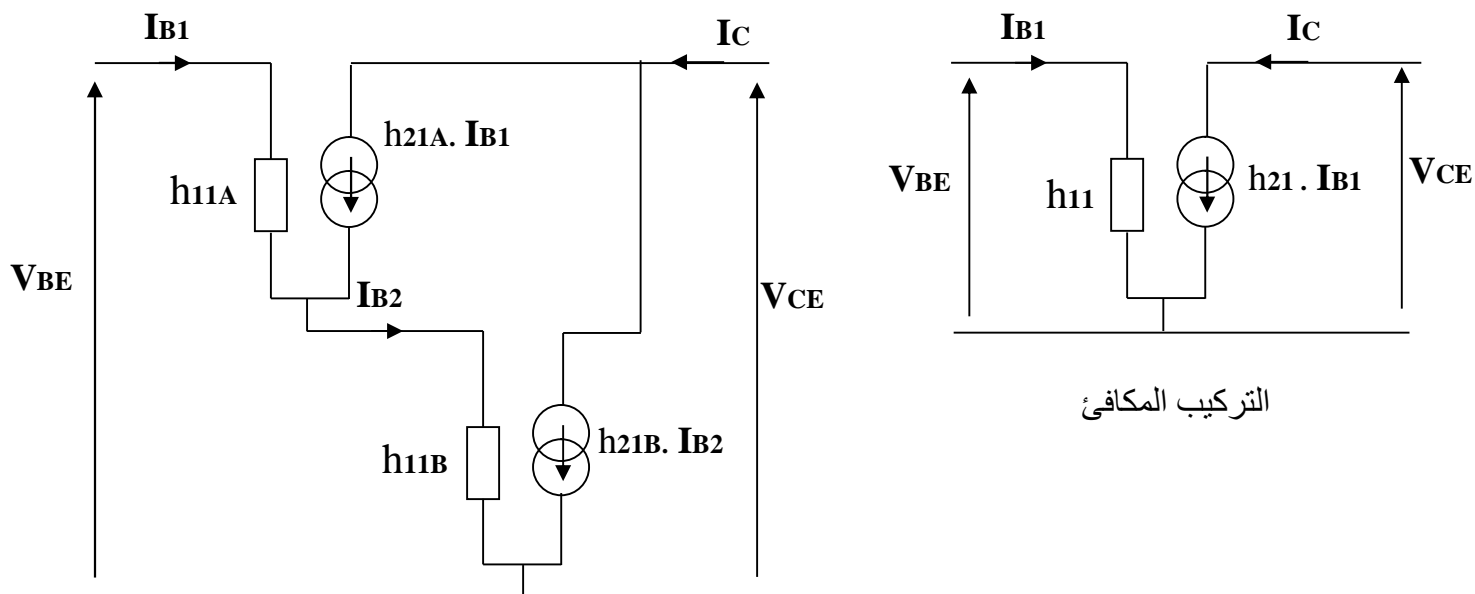 IB1
IC
h21A. IB1
h11A
VBE
IB2
VCE
h11B
h21B. IB2
IB1
IC
VBE
h11
h21 . IB1
VCE
التركيب المكافئ